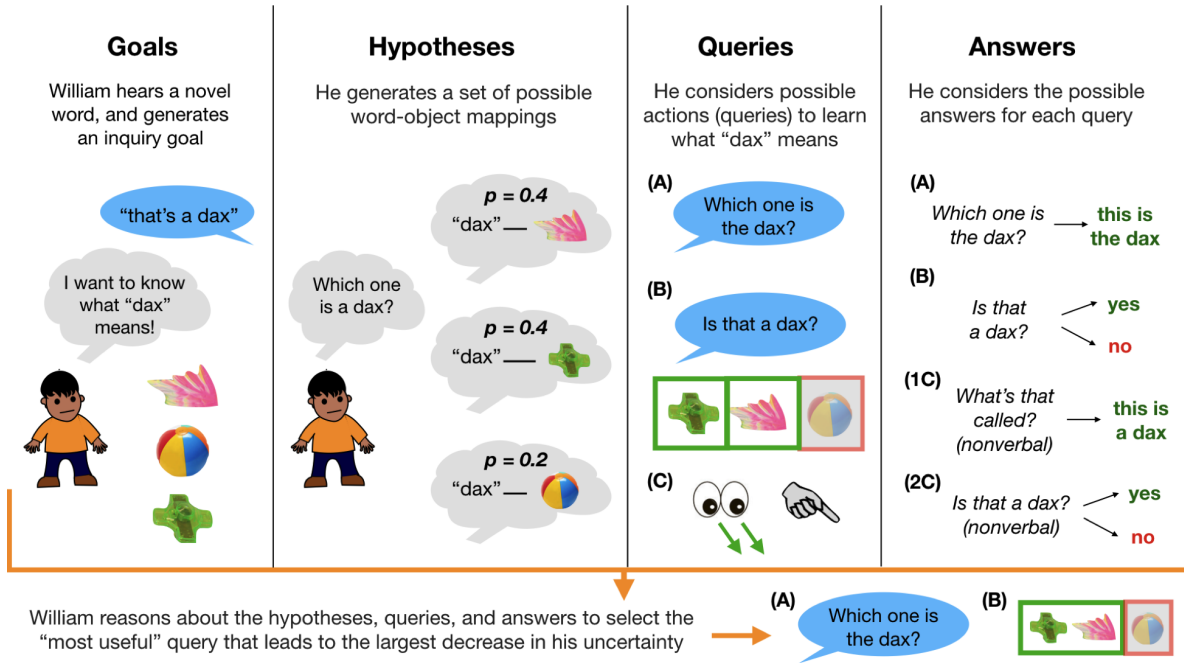 Goals
William hears a novel
word, and generates
an inquiry goal
“that’s a dax”
I want to know
what “dax”
means!
Hypotheses
He generates a set of possible
word-object mappings
p = 0.4
“dax”
Which one
is a dax?
p = 0.4
“dax”
p = 0.2
“dax”
Queries
He considers possible
actions (queries) to learn
what “dax” means
(A)
Which one is
the dax?
(B)
Is that a dax?
(C)
Answers
He considers the possible
answers for each query
(A)
Which one is
the dax?
this is
the dax
(B)
Is that
a dax?
yes
no
(1C)
What’s that
called?
(nonverbal)
this is
a dax
(2C)
Is that a dax?
(nonverbal)
yes
no
William reasons about the hypotheses, queries, and answers to select the
“most useful” query that leads to the largest decrease in his uncertainty
(A)
Which one is
the dax?
(B)